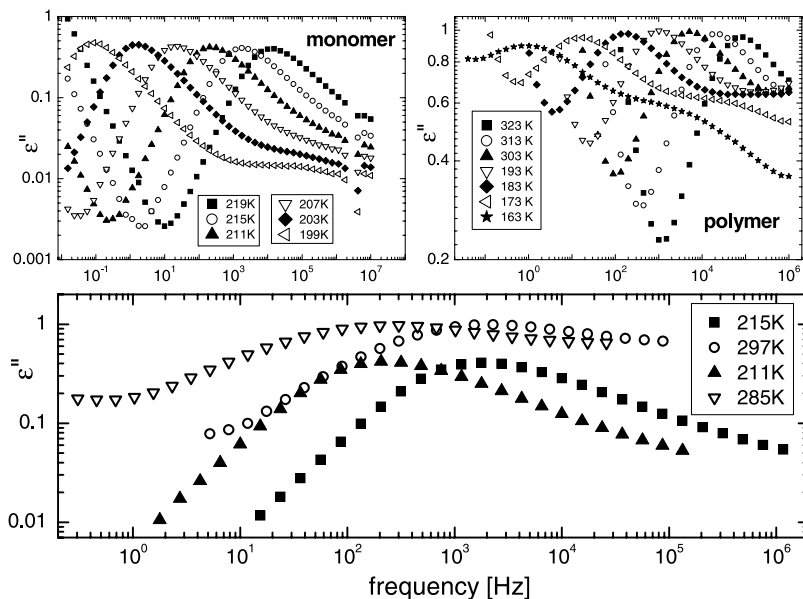 monomer
ε''
1
0.1
0.01
0.001
219K
215K
211K
207K
203K
199K
10⁻¹ 10¹ 10³ 10⁵ 10⁷
ε''
1
0.8
0.6
0.4
0.2
323 K
313 K
303 K
193 K
183 K
173 K
163 K
polymer
10⁰ 10² 10⁴ 10⁶
ε''
1
0.1
0.01
215K
297K
211K
285K
10⁰ 10¹ 10² 10³ 10⁴ 10⁵ 10⁶
frequency [Hz]